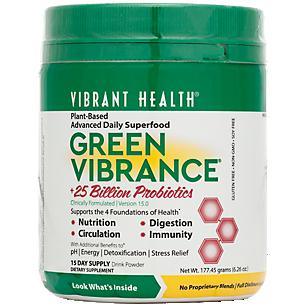 VIBRANT HEALTH®
Plant-Based
Advanced Daily Superfood
GREEN
VIBRANCE®
+25 Billion Probiotics
Clinically Formulated | Version 15.0
Supports the 4 Foundations of Health*
• Nutrition • Digestion
• Circulation • Immunity
With Additional Benefits to*
pH | Energy | Detoxification | Stress Relief
15 DAY SUPPLY Drink Powder
DIETARY SUPPLEMENT
Net Wt. 177.45 grams (6.26 oz)
GLUTEN FREE • NON-GMO • SOY FREE
Look What's Inside
No Proprietary Blends / Full Disclosure